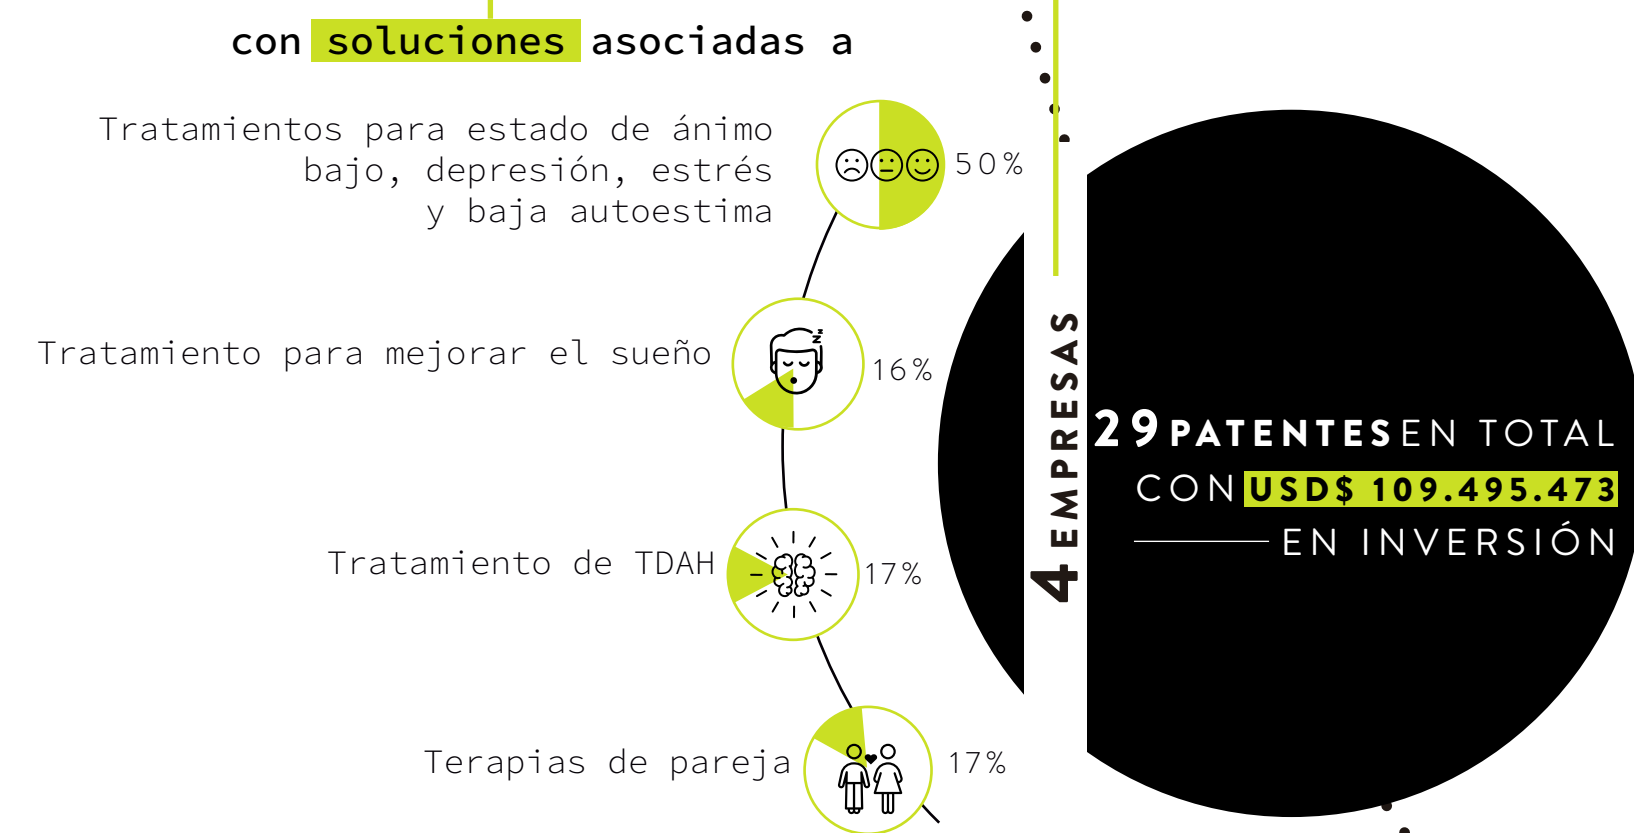 con soluciones asociadas a
Tratamientos para estado de ánimo
bajo, depresión, estrés
y baja autoestima
50%
Tratamiento para mejorar el sueño
16%
Tratamiento de TDAH
17%
Terapias de pareja
17%
4 EMPRESAS
29 PATENTES EN TOTAL
CON USD$ 109.495.473
EN INVERSIÓN